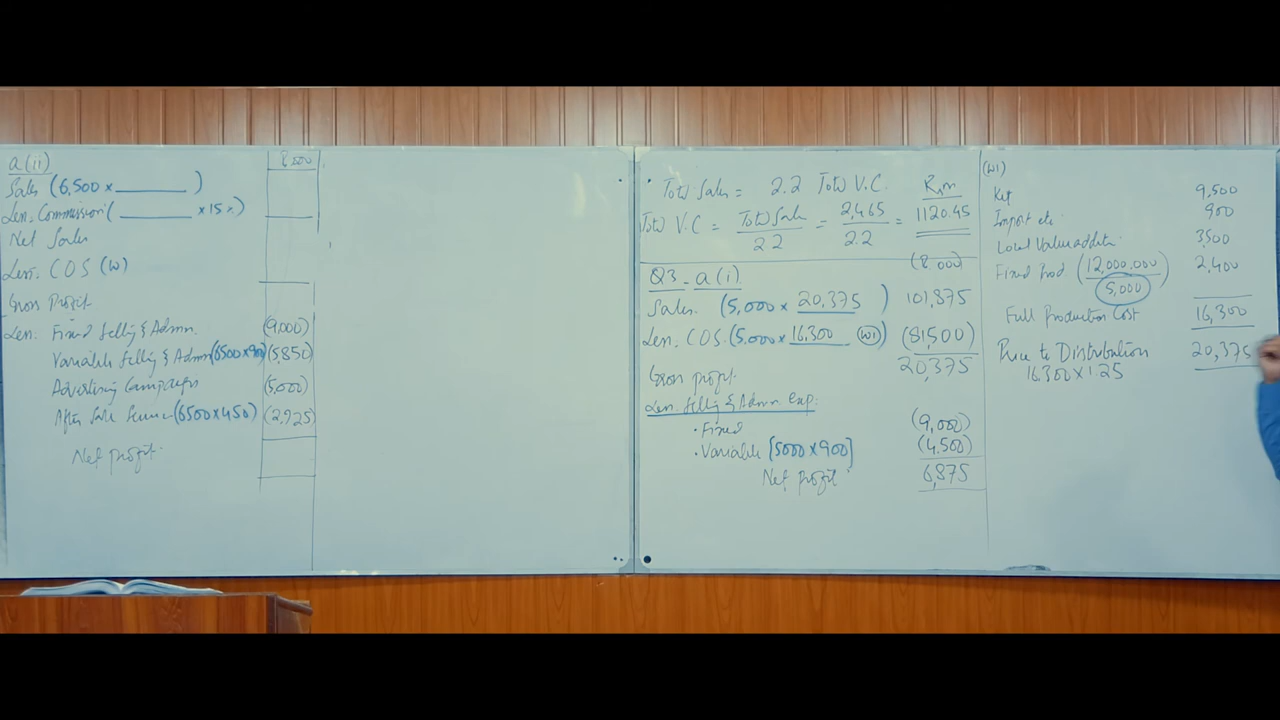 a(ii)
8,000
Sales (6,500 × ________ )
Less. Commission ( ________ × 15% )
Net Sales
Less. C O S (W)
Gross Profit
Less. Fixed Selling & Admn. (9,000)
Variable Selling & Admn (6500×900) (5,850)
Advertising Campaign (5,000)
After Sale Service (6500×450) (2,925)
Net profit.
Rs,m
Total Sales = 2.2 Total V.C.
Total V.C = Total Sales / 2.2 = 2,465 / 2.2 = 1120.45
Q3 - a(i) (8,000)
Sales. (5,000 × 20,375 ) 101,875
Less. COS. (5,000 × 16,300 (W1) ) (81,500)
Gross profit. 20,375
Less. Selling & Admn. exp:
• Fixed (9,000)
• Variable [5000×900] (4,500)
Net profit. 6,875
(W1)
Kit 9,500
Import etc. 900
Local Value addition 3,500
Fixed Prod (12,000,000 / 5,000) 2,400
Full Production Cost 16,300
Price to Distribution 20,375
16,300 × 1.25